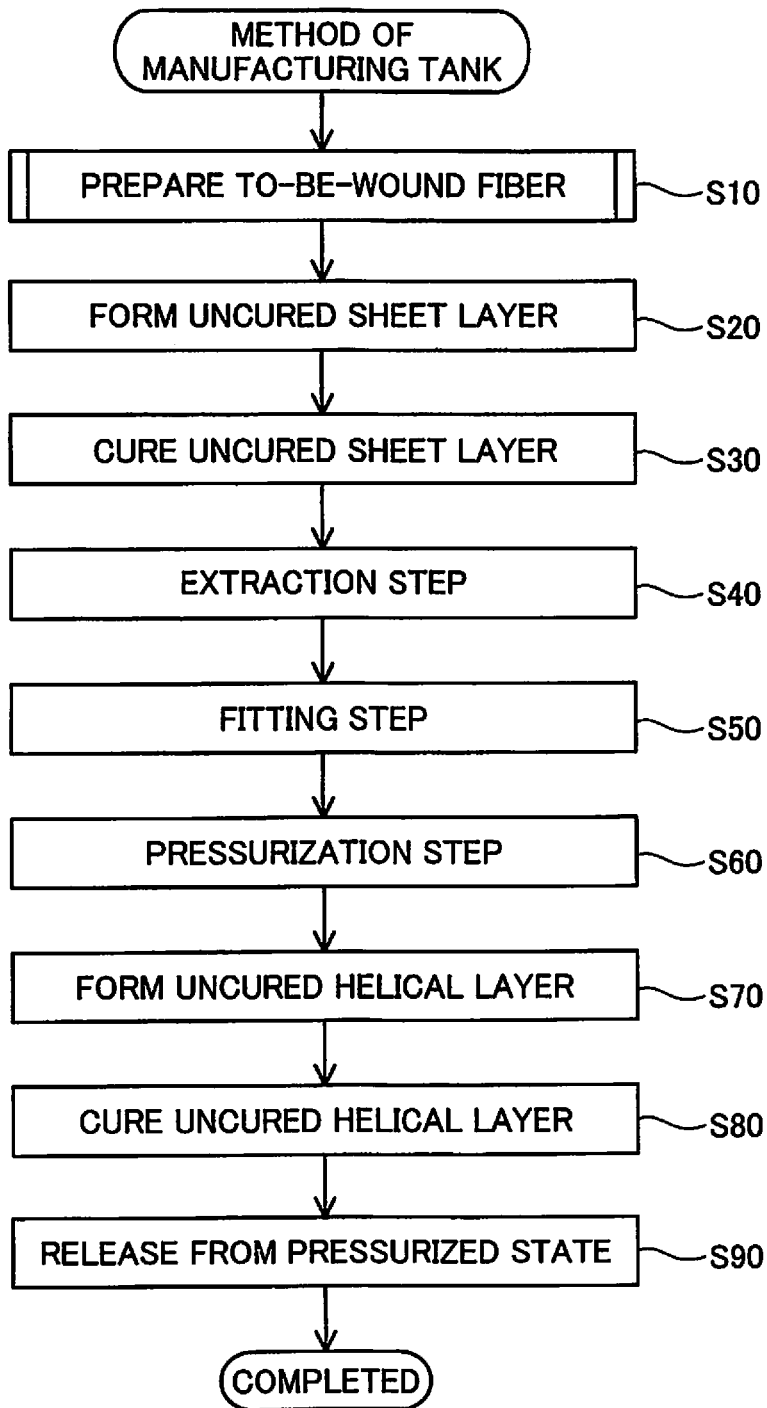 METHOD OF
MANUFACTURING TANK
PREPARE TO-BE-WOUND FIBER
S10
FORM UNCURED SHEET LAYER
S20
CURE UNCURED SHEET LAYER
S30
EXTRACTION STEP
S40
FITTING STEP
S50
PRESSURIZATION STEP
S60
FORM UNCURED HELICAL LAYER
S70
CURE UNCURED HELICAL LAYER
S80
RELEASE FROM PRESSURIZED STATE
S90
COMPLETED